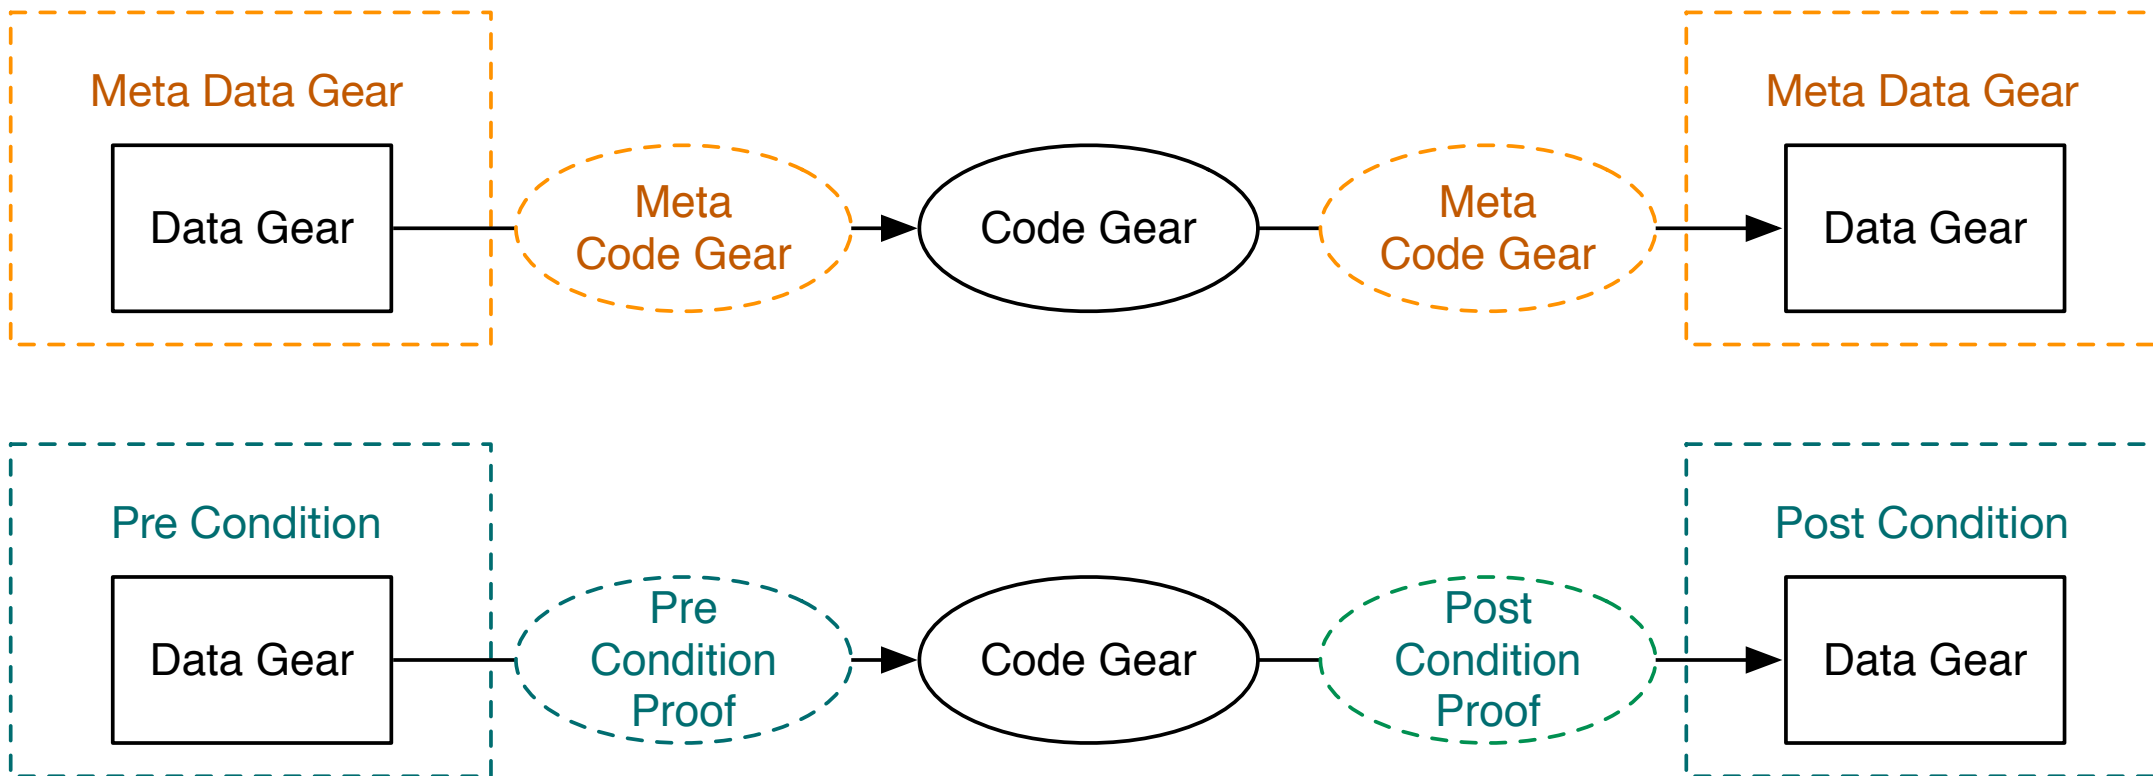 Meta Data Gear
Data Gear
Meta
Code Gear
Code Gear
Meta
Code Gear
Meta Data Gear
Data Gear
Pre Condition
Data Gear
Pre
Condition
Proof
Code Gear
Post
Condition
Proof
Post Condition
Data Gear